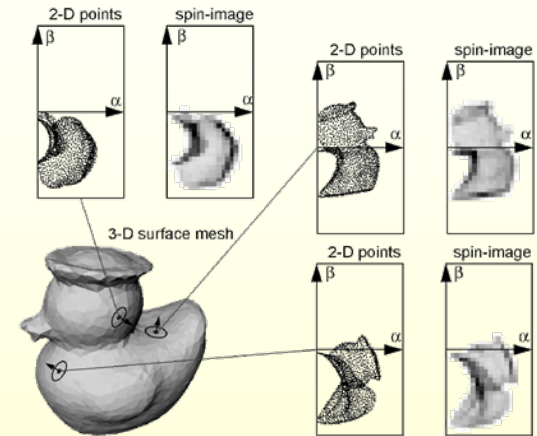 2-D points spin-image
β β
α α
2-D points spin-image
β β
α α
3-D surface mesh
2-D points spin-image
β β
α α